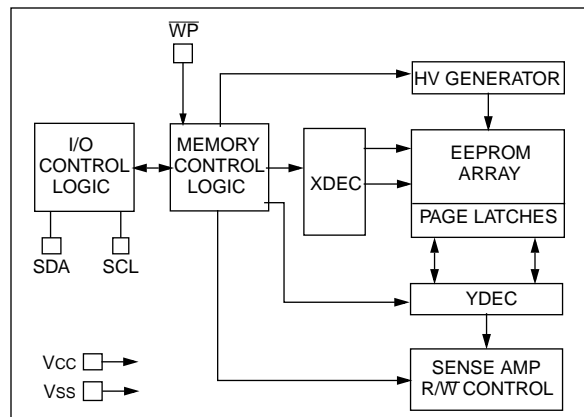 W̅P̅
HV GENERATOR
I/O
CONTROL
LOGIC
MEMORY
CONTROL
LOGIC
XDEC
EEPROM
ARRAY
PAGE LATCHES
SDA
SCL
YDEC
VCC
VSS
SENSE AMP
R/W̅ CONTROL